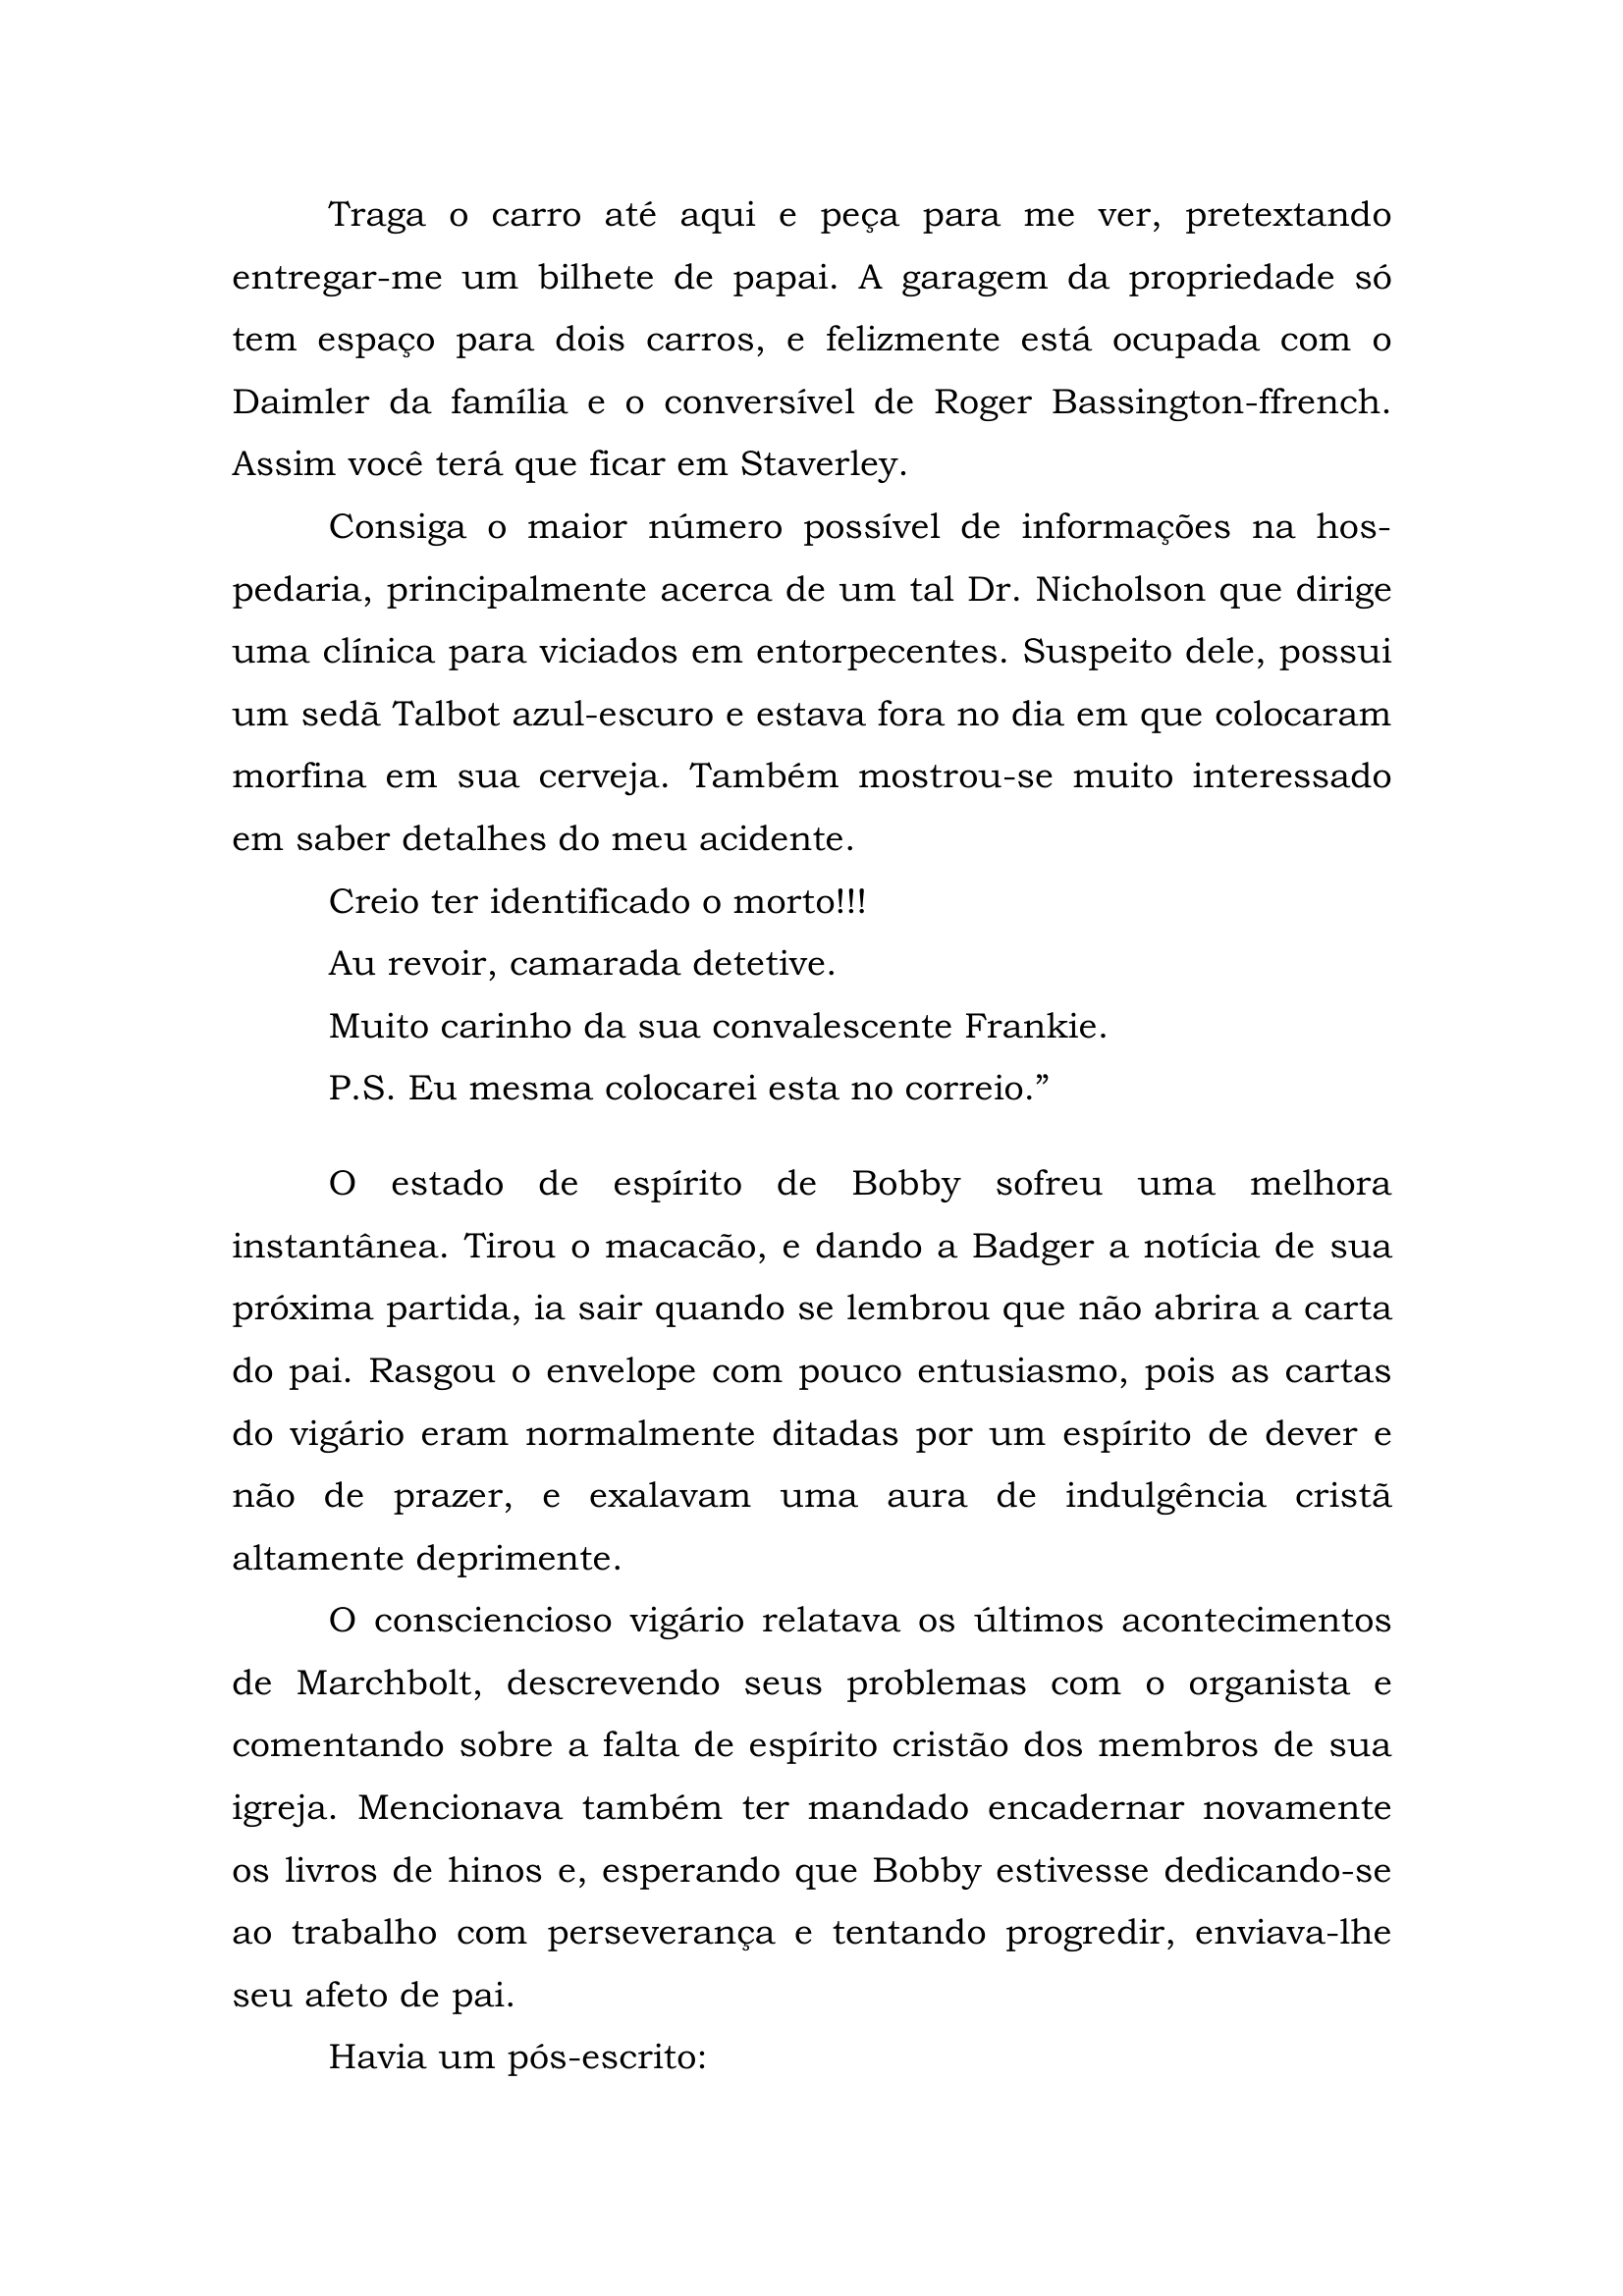 Traga o carro até aqui e peça para me ver, pretextando
entregar-me um bilhete de papai. A garagem da propriedade só
tem espaço para dois carros, e felizmente está ocupada com o
Daimler da família e o conversível de Roger Bassington-ffrench.
Assim você terá que ficar em Staverley.
Consiga o maior número possível de informações na hos-
pedaria, principalmente acerca de um tal Dr. Nicholson que dirige
uma clínica para viciados em entorpecentes. Suspeito dele, possui
um sedã Talbot azul-escuro e estava fora no dia em que colocaram
morfina em sua cerveja. Também mostrou-se muito interessado
em saber detalhes do meu acidente.
Creio ter identificado o morto!!!
Au revoir, camarada detetive.
Muito carinho da sua convalescente Frankie.
P.S. Eu mesma colocarei esta no correio.”
O estado de espírito de Bobby sofreu uma melhora
instantânea. Tirou o macacão, e dando a Badger a notícia de sua
próxima partida, ia sair quando se lembrou que não abrira a carta
do pai. Rasgou o envelope com pouco entusiasmo, pois as cartas
do vigário eram normalmente ditadas por um espírito de dever e
não de prazer, e exalavam uma aura de indulgência cristã
altamente deprimente.
O consciencioso vigário relatava os últimos acontecimentos
de Marchbolt, descrevendo seus problemas com o organista e
comentando sobre a falta de espírito cristão dos membros de sua
igreja. Mencionava também ter mandado encadernar novamente
os livros de hinos e, esperando que Bobby estivesse dedicando-se
ao trabalho com perseverança e tentando progredir, enviava-lhe
seu afeto de pai.
Havia um pós-escrito: